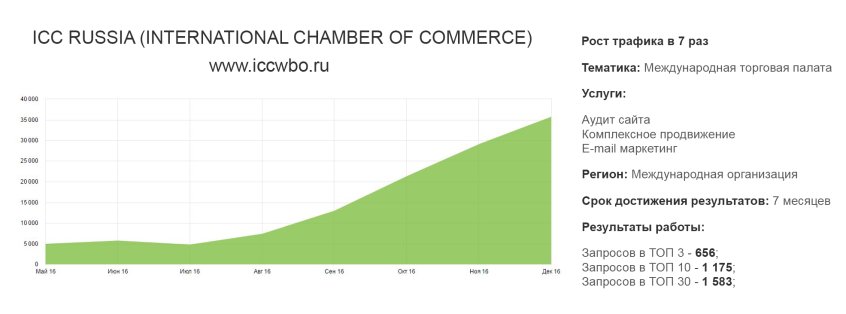 ICC RUSSIA (INTERNATIONAL CHAMBER OF COMMERCE)
www.iccwbo.ru
40 000
35 000
30 000
25 000
20 000
15 000
10 000
5 000
0
Май 16 Июн 16 Июл 16 Авг 16 Сен 16 Окт 16 Ноя 16 Дек 16
Рост трафика в 7 раз
Тематика: Международная торговая палата
Услуги:
Аудит сайта
Комплексное продвижение
E-mail маркетинг
Регион: Международная организация
Срок достижения результатов: 7 месяцев
Результаты работы:
Запросов в ТОП 3 - 656;
Запросов в ТОП 10 - 1 175;
Запросов в ТОП 30 - 1 583;